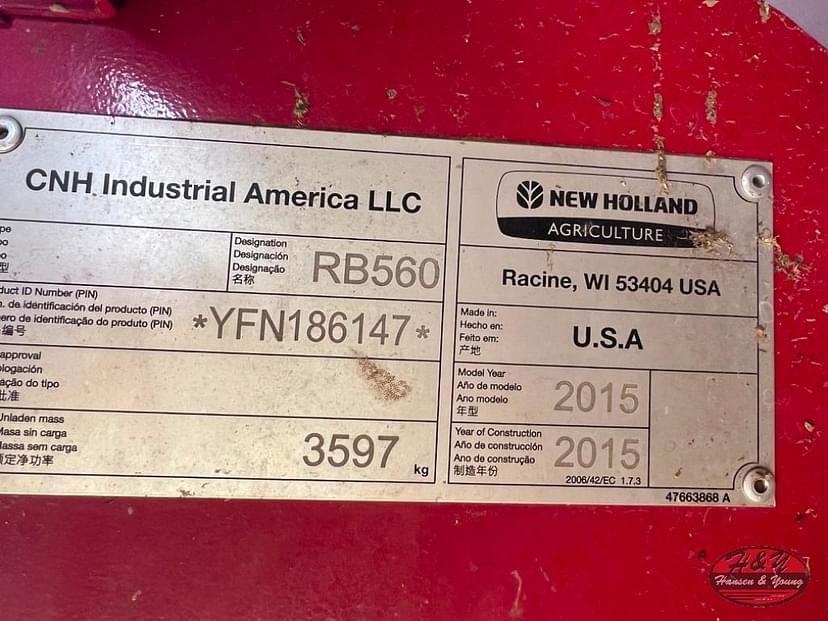 CNH Industrial America LLC
NEW HOLLAND
AGRICULTURE
Designation
Designación
Designação
名称
RB560
Racine, WI 53404 USA
duct ID Number (PIN)
. de identificación del producto (PIN)
ero de identificação do produto (PIN)
编号
*YFN186147*
Made in:
Hecho en:
Feito em:
产地
U.S.A
approval
ologación
ação do tipo
批准
Model Year
Año de modelo
Ano modelo
年型
2015
Unladen mass
Masa sin carga
Massa sem carga
额定净功率
3597 kg
Year of Construction
Año de construcción
Ano de construção
制造年份
2015
2006/42/EC 1.7.3
47663868 A
H&Y
Hansen & Young